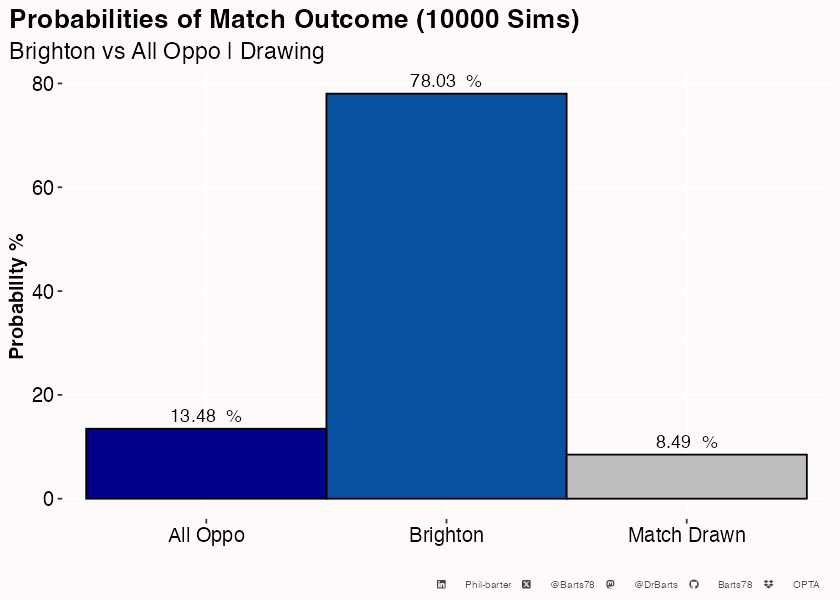 Probabilities of Match Outcome (10000 Sims)
Brighton vs All Oppo | Drawing
Probability %
80
60
40
20
0
13.48 %
78.03 %
8.49 %
All Oppo
Brighton
Match Drawn
Phil-barter @Barts78 @DrBarts Barts78 OPTA